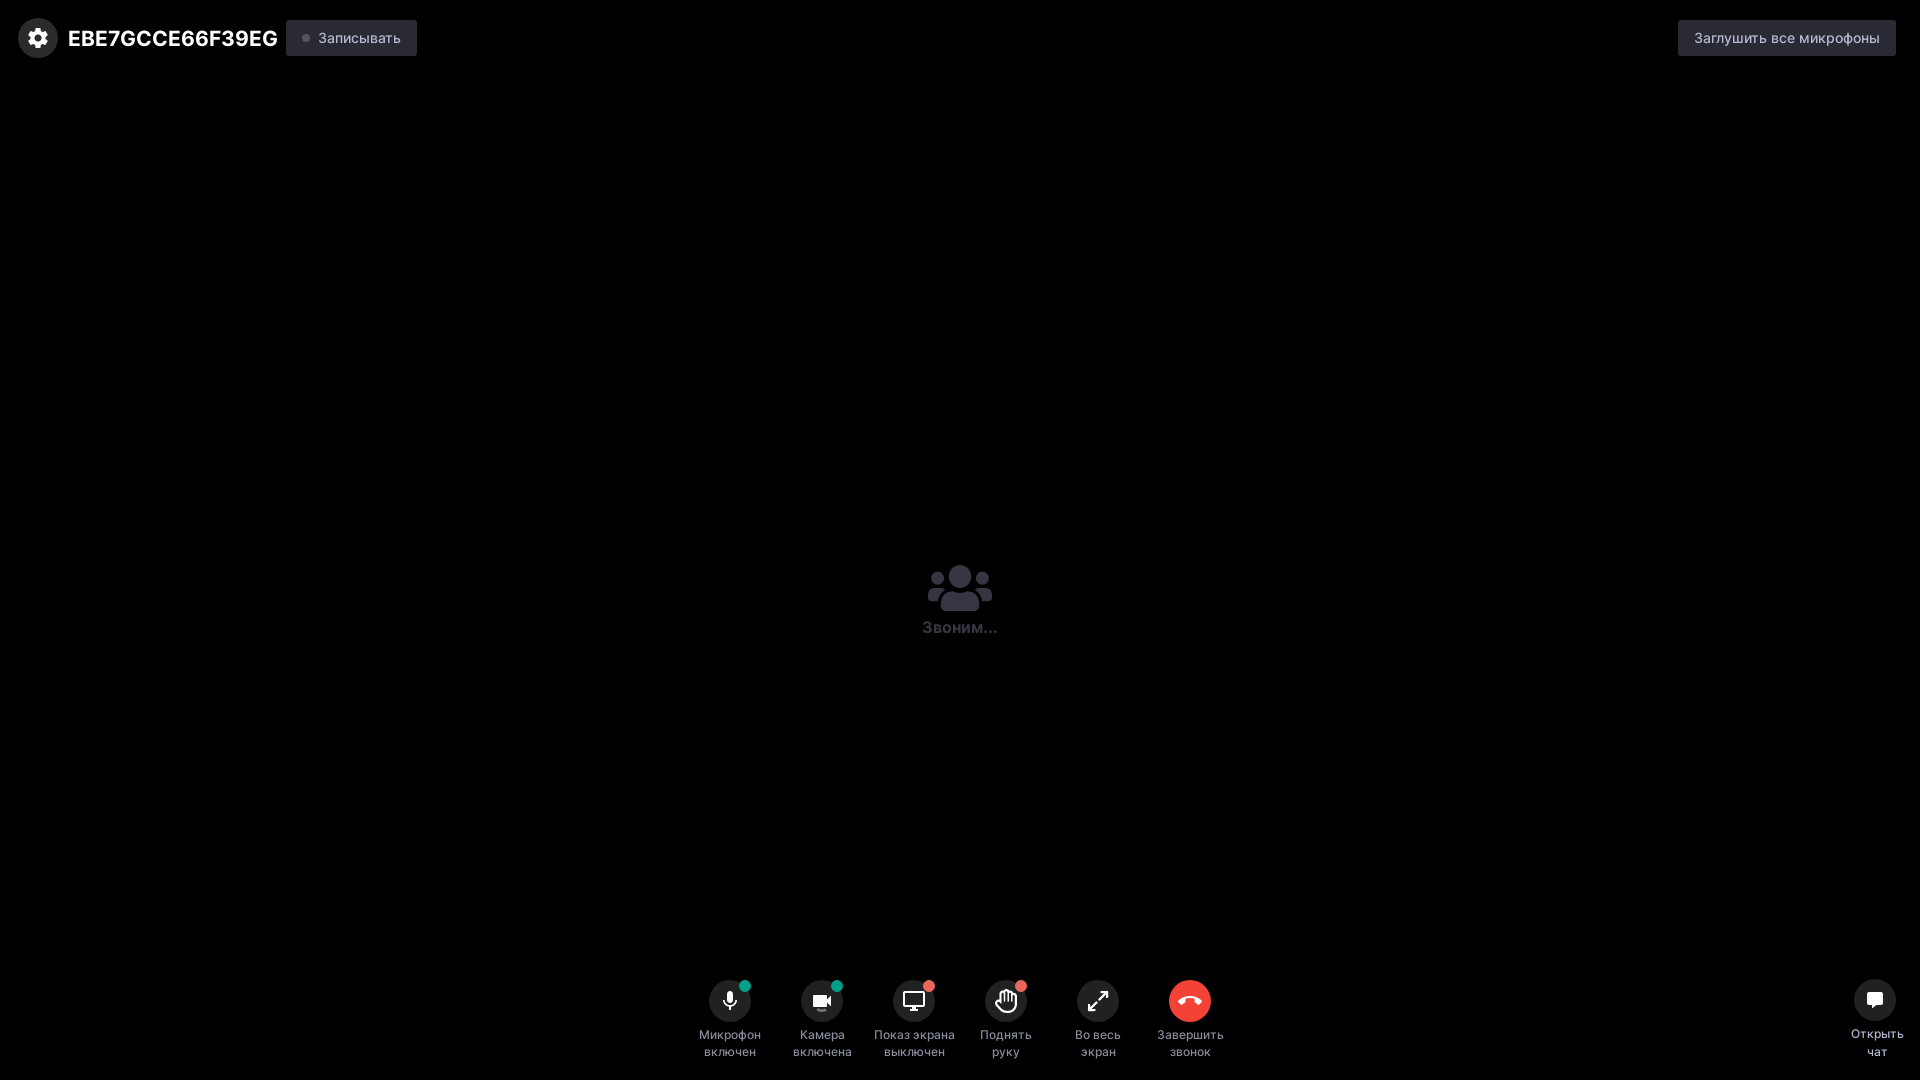 EBE7GCCE66F39EG
Записывать
Заглушить все микрофоны
Звоним...
Микрофон
включен
Камера
включена
Показ экрана
выключен
Поднять
руку
Во весь
экран
Завершить
звонок
Открыть
чат